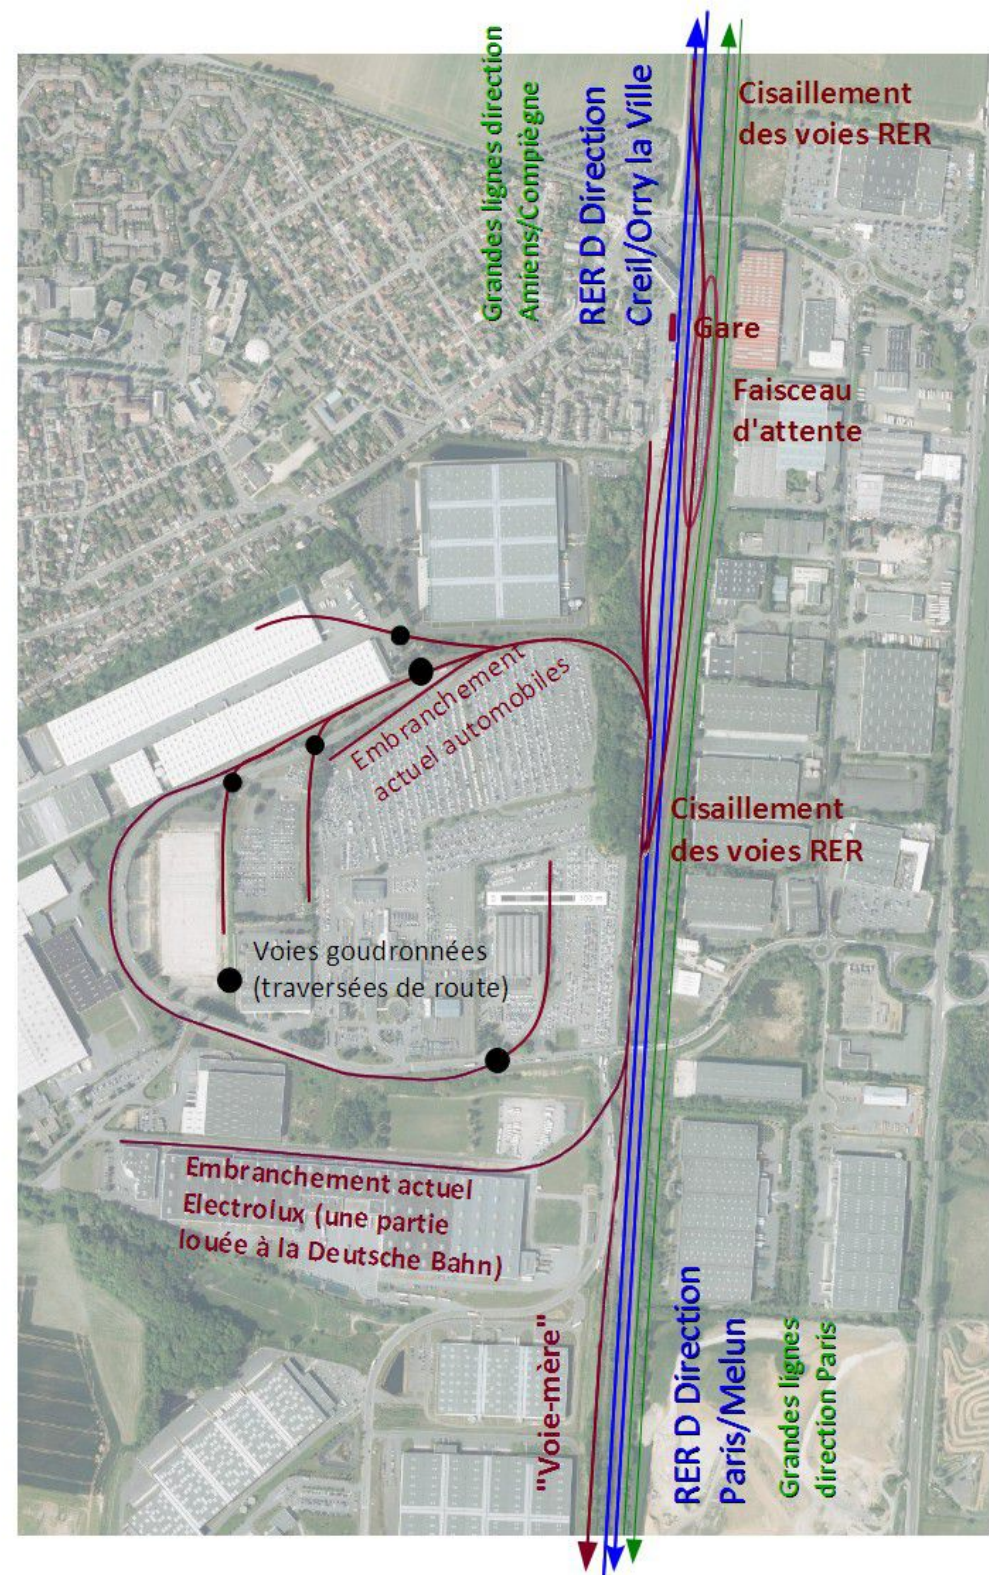 Grandes lignes direction
Amiens/Compiègne
RER D Direction
Creil/Orry la Ville
Cisaillement
des voies RER
Gare
Faisceau
d'attente
Embranchement
actuel automobiles
Cisaillement
des voies RER
0
100 m
Voies goudronnées
(traversées de route)
Embranchement actuel
Electrolux (une partie
louée à la Deutsche Bahn)
"Voie-mère"
RER D Direction
Paris/Melun
Grandes lignes
direction Paris